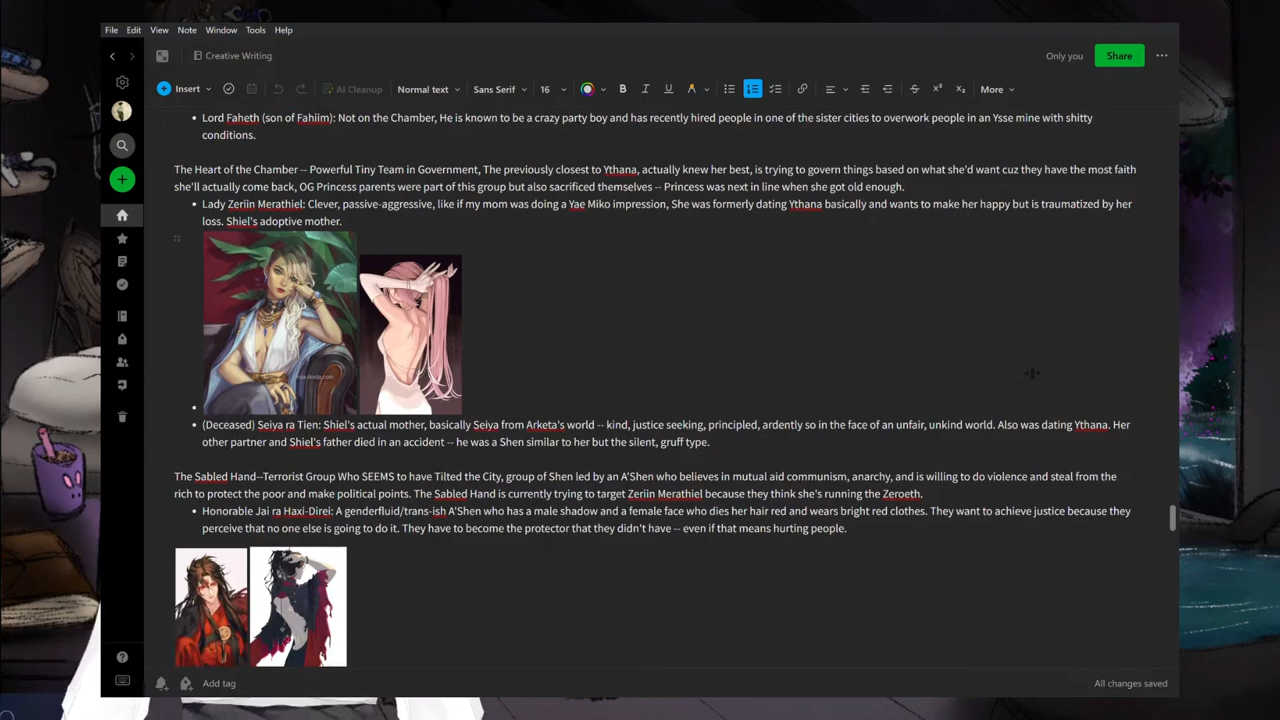 File Edit View Note Window Tools Help
Creative Writing
Only you
Share
Insert
AI Cleanup
Normal text
Sans Serif
16
B I U A
More
Lord Faheth (son of Fahiim): Not on the Chamber, He is known to be a crazy party boy and has recently hired people in one of the sister cities to overwork people in an Ysse mine with shitty
conditions.
The Heart of the Chamber -- Powerful Tiny Team in Government, The previously closest to Ythana, actually knew her best, is trying to govern things based on what she'd want cuz they have the most faith
she'll actually come back, OG Princess parents were part of this group but also sacrificed themselves -- Princess was next in line when she got old enough.
Lady Zeriin Merathiel: Clever, passive-aggressive, like if my mom was doing a Yae Miko impression, She was formerly dating Ythana basically and wants to make her happy but is traumatized by her
loss. Shiel's adoptive mother.
(Deceased) Seiya ra Tien: Shiel's actual mother, basically Seiya from Arketa's world -- kind, justice seeking, principled, ardently so in the face of an unfair, unkind world. Also was dating Ythana. Her
other partner and Shiel's father died in an accident -- he was a Shen similar to her but the silent, gruff type.
The Sabled Hand--Terrorist Group Who SEEMS to have Tilted the City, group of Shen led by an A'Shen who believes in mutual aid communism, anarchy, and is willing to do violence and steal from the
rich to protect the poor and make political points. The Sabled Hand is currently trying to target Zeriin Merathiel because they think she's running the Zeroeth.
Honorable Jai ra Haxi-Direi: A genderfluid/trans-ish A'Shen who has a male shadow and a female face who dies her hair red and wears bright red clothes. They want to achieve justice because they
perceive that no one else is going to do it. They have to become the protector that they didn't have -- even if that means hurting people.
Add tag
All changes saved